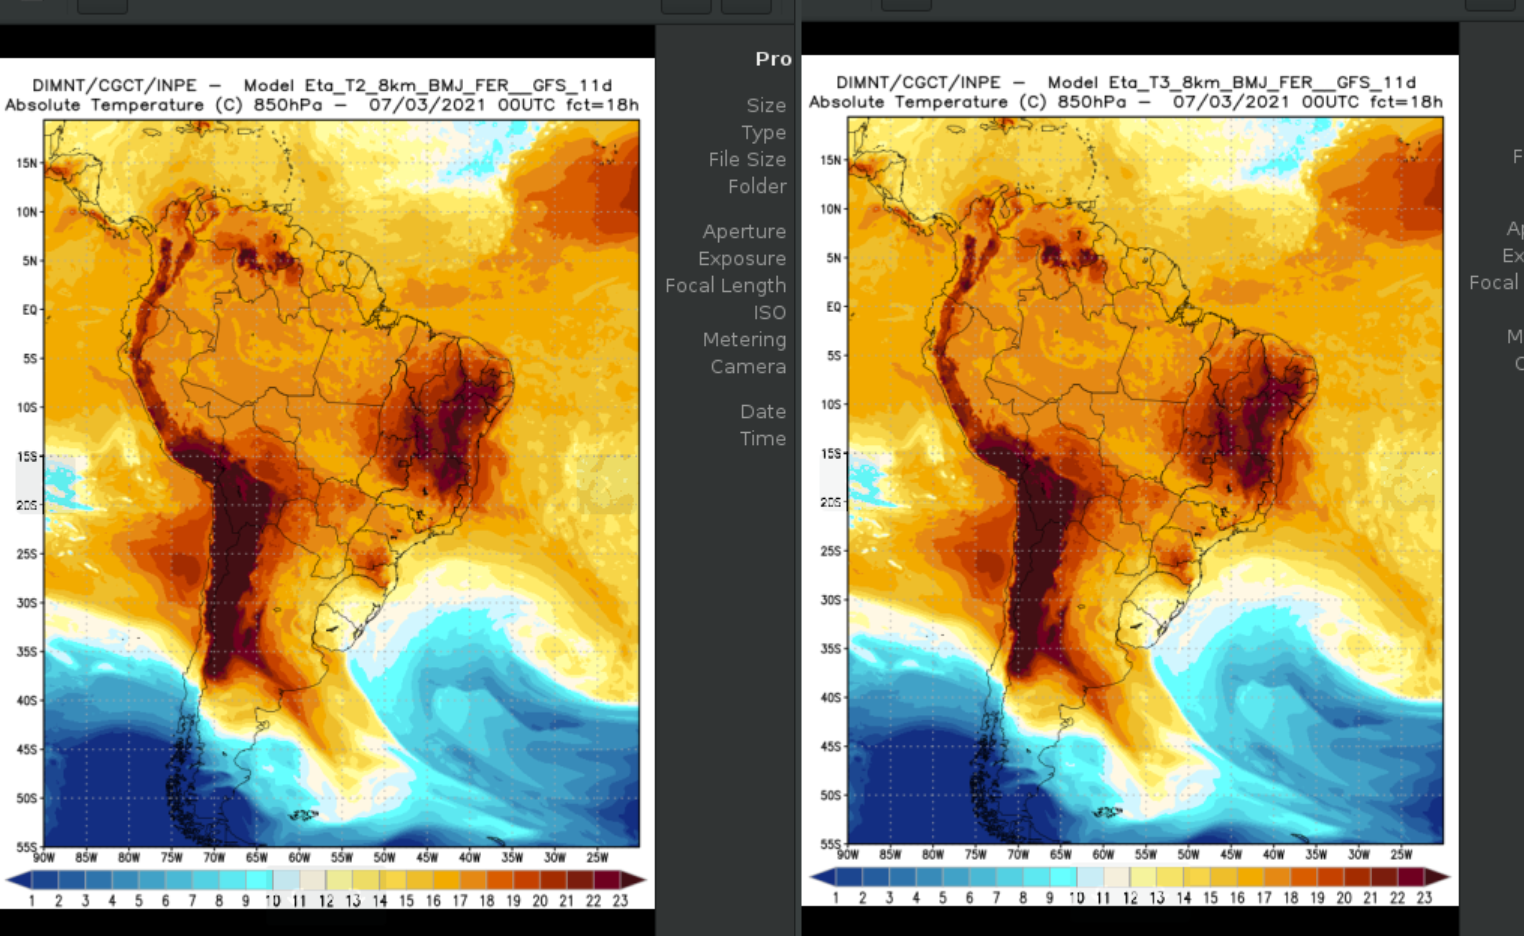 DIMNT/CGCT/INPE – Model Eta_T2_8km_BMJ_FER__GFS_11d
Absolute Temperature (C) 850hPa – 07/03/2021 00UTC fct=18h
15N
10N
5N
EQ
5S
10S
15S
20S
25S
30S
35S
40S
45S
50S
55S
90W 85W 80W 75W 70W 65W 60W 55W 50W 45W 40W 35W 30W 25W
1 2 3 4 5 6 7 8 9 10 11 12 13 14 15 16 17 18 19 20 21 22 23
Pro
Size
Type
File Size
Folder
Aperture
Exposure
Focal Length
ISO
Metering
Camera
Date
Time
DIMNT/CGCT/INPE – Model Eta_T3_8km_BMJ_FER__GFS_11d
Absolute Temperature (C) 850hPa – 07/03/2021 00UTC fct=18h
15N
10N
5N
EQ
5S
10S
15S
20S
25S
30S
35S
40S
45S
50S
55S
90W 85W 80W 75W 70W 65W 60W 55W 50W 45W 40W 35W 30W 25W
1 2 3 4 5 6 7 8 9 10 11 12 13 14 15 16 17 18 19 20 21 22 23
F
Ap
Ex
Focal
M
C